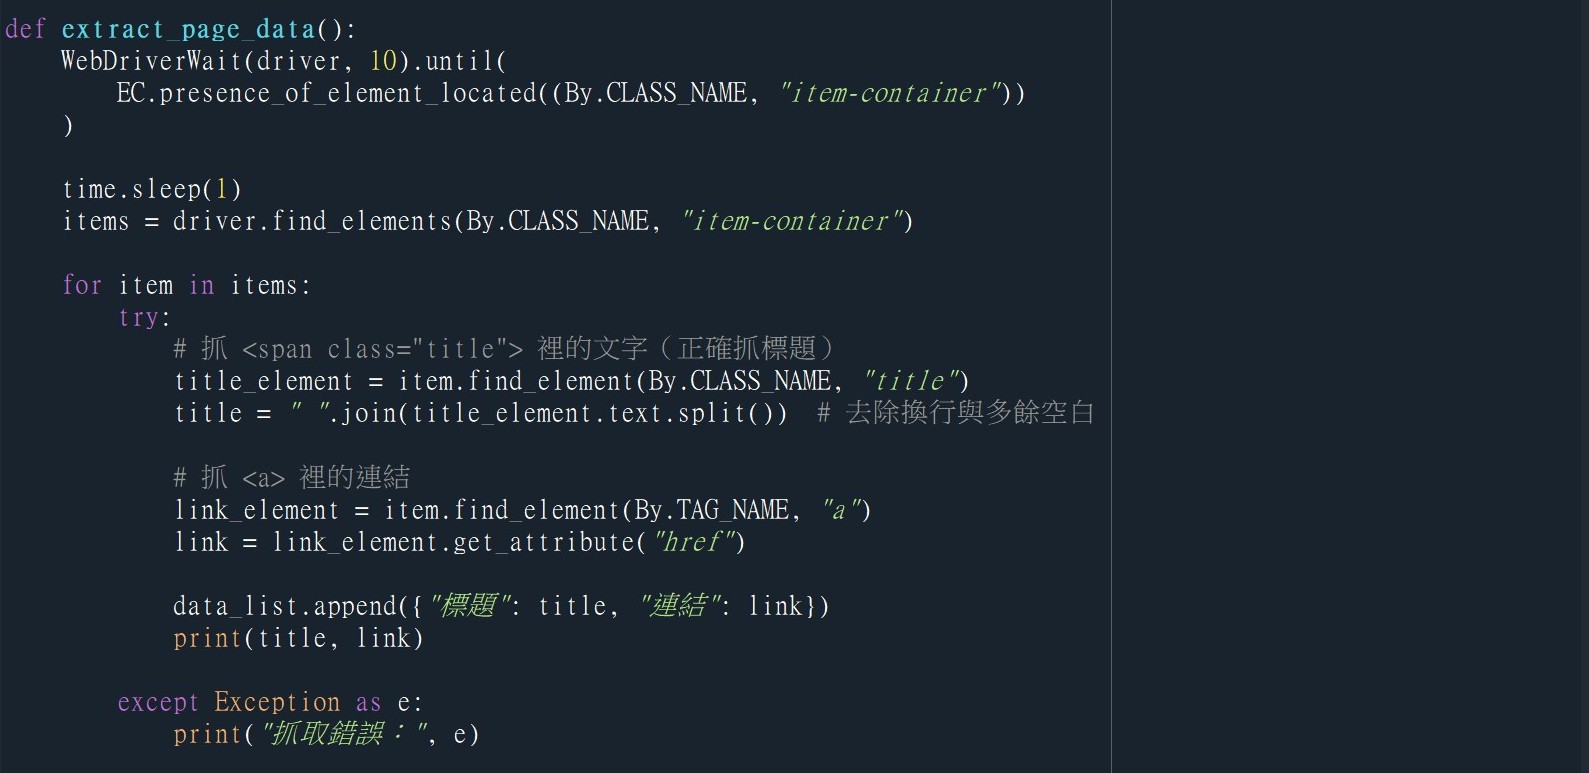 def extract_page_data():
    WebDriverWait(driver, 10).until(
        EC.presence_of_element_located((By.CLASS_NAME, "item-container"))
    )

    time.sleep(1)
    items = driver.find_elements(By.CLASS_NAME, "item-container")

    for item in items:
        try:
            # 抓 <span class="title"> 裡的文字（正確抓標題）
            title_element = item.find_element(By.CLASS_NAME, "title")
            title = " ".join(title_element.text.split())  # 去除換行與多餘空白

            # 抓 <a> 裡的連結
            link_element = item.find_element(By.TAG_NAME, "a")
            link = link_element.get_attribute("href")

            data_list.append({"標題": title, "連結": link})
            print(title, link)

        except Exception as e:
            print("抓取錯誤：", e)